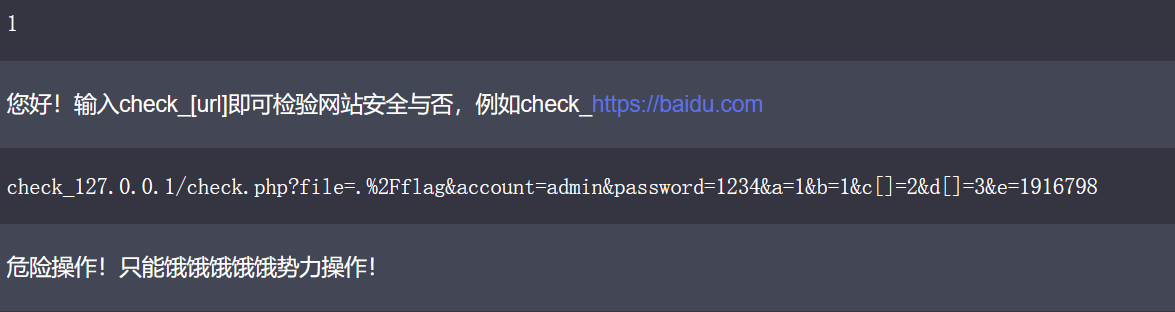 1
您好！输入check_[url]即可检验网站安全与否，例如check_https://baidu.com
check_127.0.0.1/check.php?file=.%2Fflag&account=admin&password=1234&a=1&b=1&c[]=2&d[]=3&e=1916798
危险操作！只能饿饿饿饿饿势力操作！